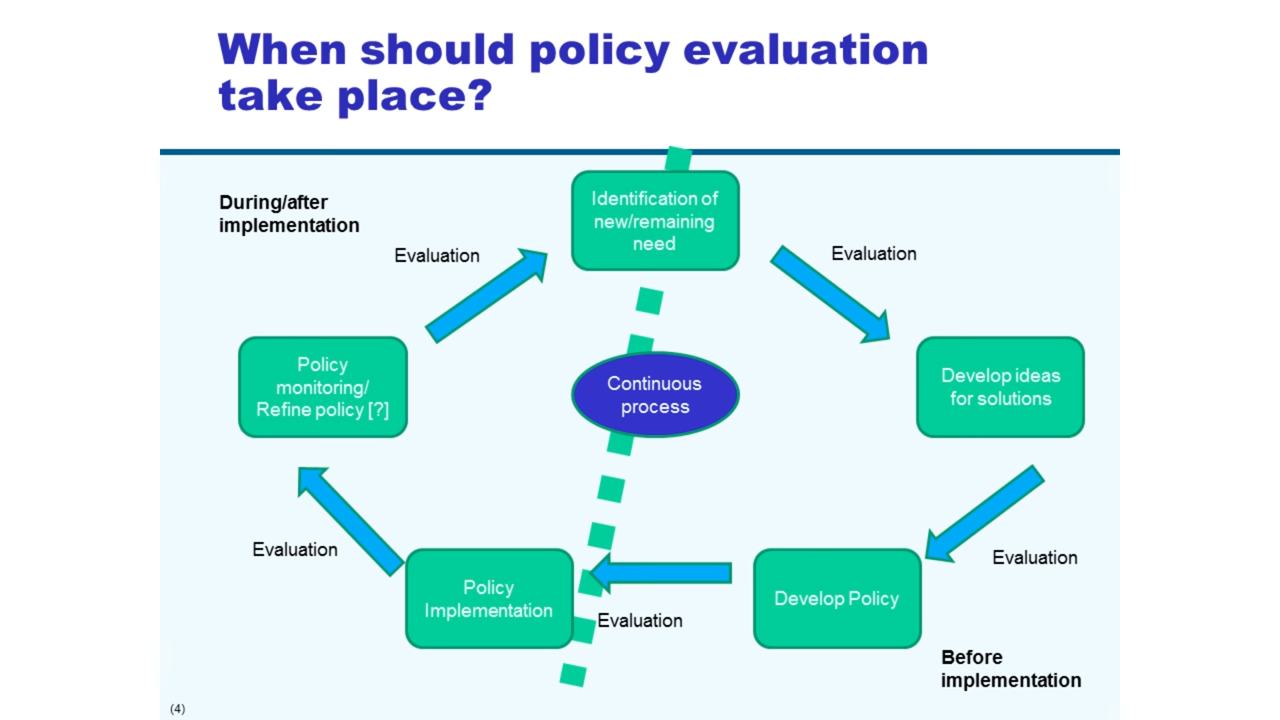 When should policy evaluation
take place?
During/after
implementation
Identification of
new/remaining
need
Evaluation
Evaluation
Policy
monitoring/
Refine policy [?]
Continuous
process
Develop ideas
for solutions
Evaluation
Evaluation
Policy
Implementation
Develop Policy
Evaluation
Before
implementation
(4)